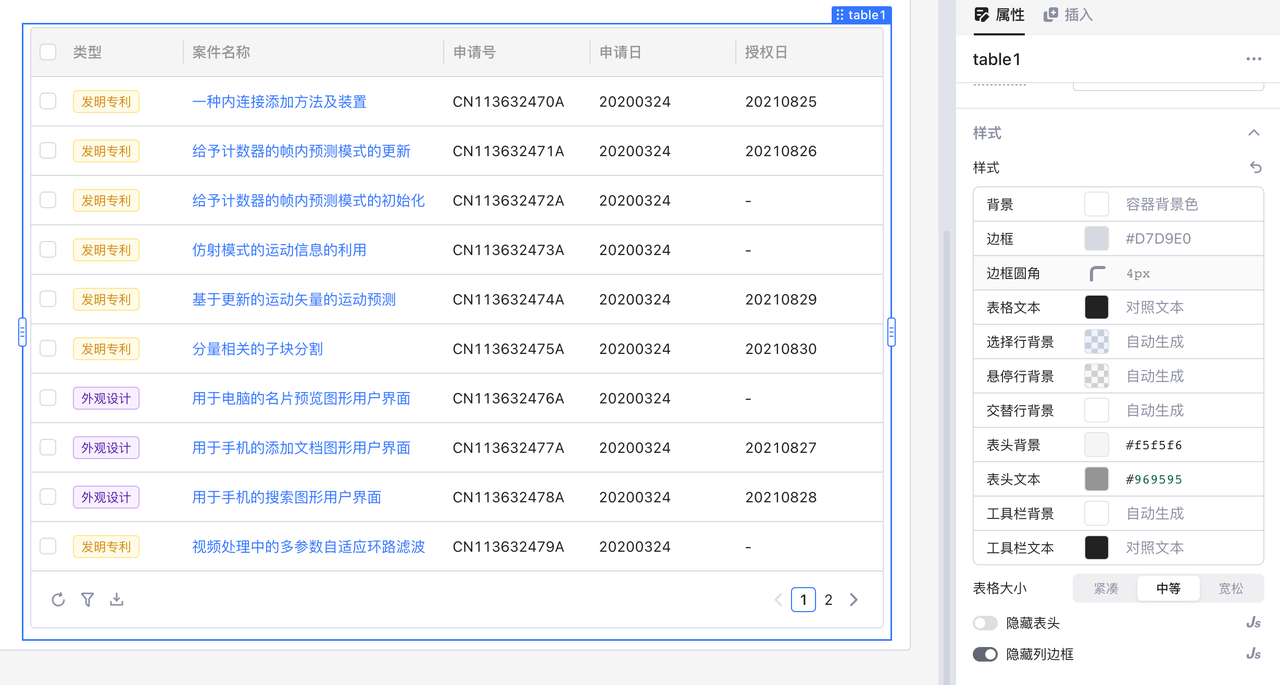 table1
类型 案件名称 申请号 申请日 授权日
发明专利 一种内连接添加方法及装置 CN113632470A 20200324 20210825
发明专利 给予计数器的帧内预测模式的更新 CN113632471A 20200324 20210826
发明专利 给予计数器的帧内预测模式的初始化 CN113632472A 20200324 -
发明专利 仿射模式的运动信息的利用 CN113632473A 20200324 -
发明专利 基于更新的运动矢量的运动预测 CN113632474A 20200324 20210829
发明专利 分量相关的子块分割 CN113632475A 20200324 20210830
外观设计 用于电脑的名片预览图形用户界面 CN113632476A 20200324 -
外观设计 用于手机的添加文档图形用户界面 CN113632477A 20200324 20210827
外观设计 用于手机的搜索图形用户界面 CN113632478A 20200324 20210828
发明专利 视频处理中的多参数自适应环路滤波 CN113632479A 20200324 -
1 2
属性 插入
table1
样式
样式
背景 容器背景色
边框 #D7D9E0
边框圆角 4px
表格文本 对照文本
选择行背景 自动生成
悬停行背景 自动生成
交替行背景 自动生成
表头背景 #f5f5f6
表头文本 #969595
工具栏背景 自动生成
工具栏文本 对照文本
表格大小 紧凑 中等 宽松
隐藏表头 Js
隐藏列边框 Js